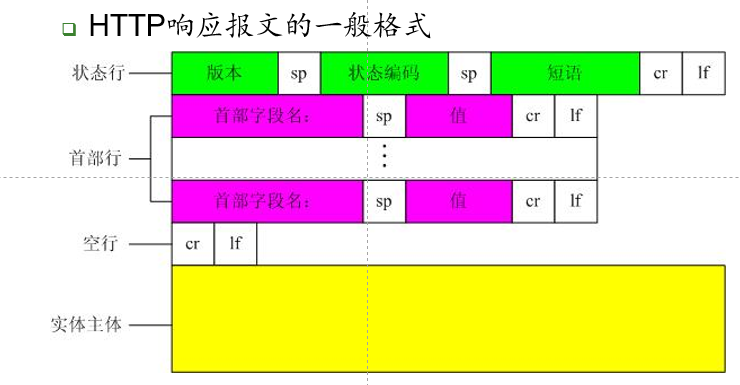 HTTP响应报文的一般格式
状态行 版本 sp 状态编码 sp 短语 cr lf
首部字段名： sp 值 cr lf
首部行
首部字段名： sp 值 cr lf
空行 cr lf
实体主体